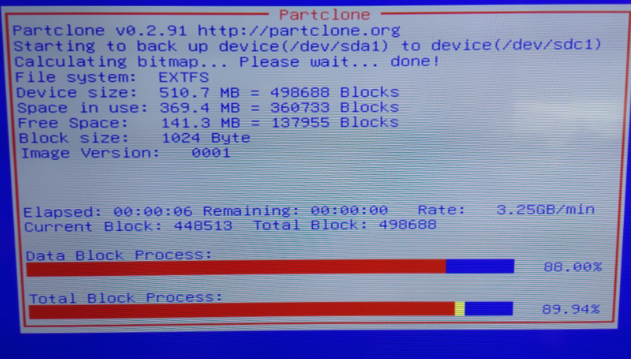 Partclone
Partclone v0.2.91 http://partclone.org
Starting to back up device(/dev/sda1) to device(/dev/sdc1)
Calculating bitmap... Please wait... done!
File system: EXTFS
Device size: 510.7 MB = 498688 Blocks
Space in use: 369.4 MB = 360733 Blocks
Free Space: 141.3 MB = 137955 Blocks
Block size: 1024 Byte
Image Version: 0001
Elapsed: 00:00:06 Remaining: 00:00:00 Rate: 3.25GB/min
Current Block: 448513 Total Block: 498688
Data Block Process:
88.00%
Total Block Process:
89.94%